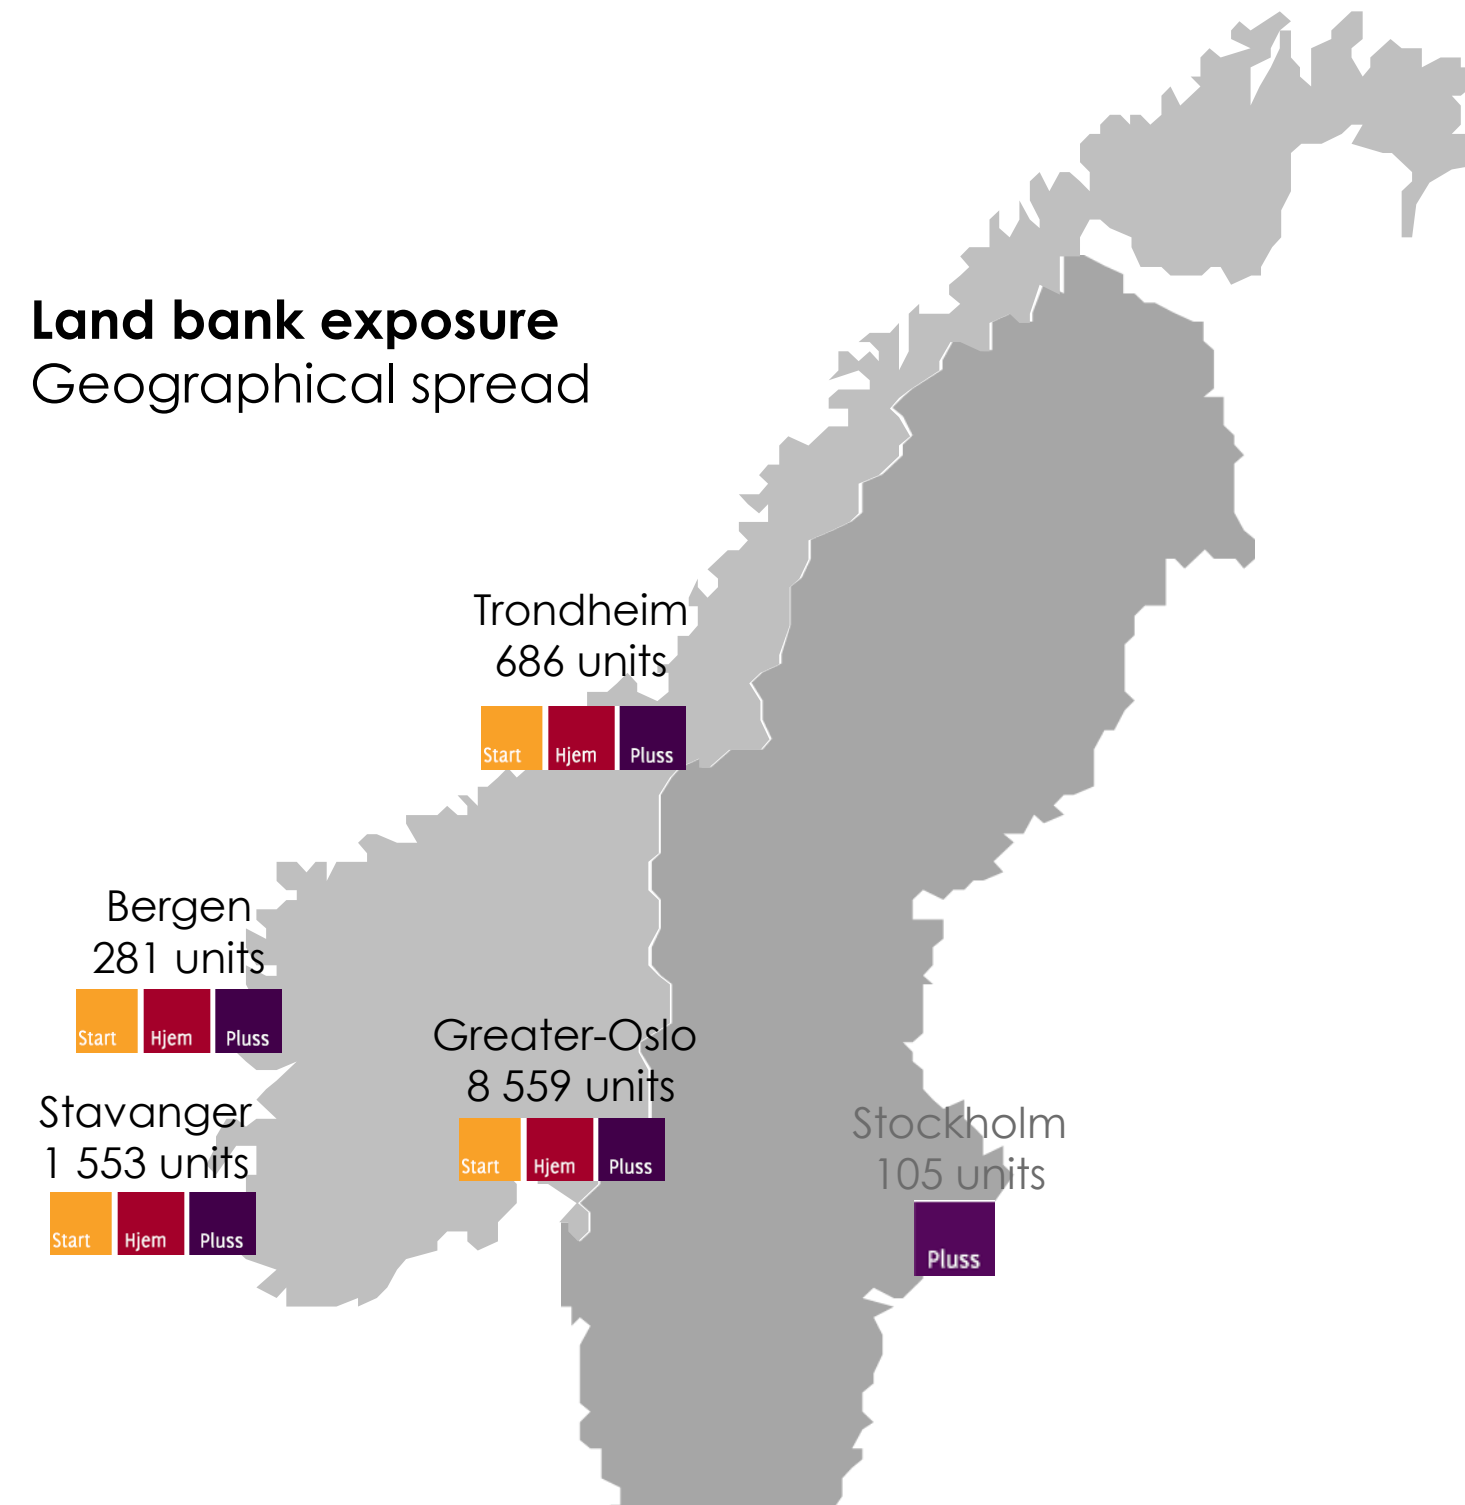 Land bank exposure
Geographical spread
Trondheim
686 units
Start Hjem Pluss
Bergen
281 units
Start Hjem Pluss
Greater-Oslo
8 559 units
Start Hjem Pluss
Stavanger
1 553 units
Start Hjem Pluss
Stockholm
105 units
Pluss